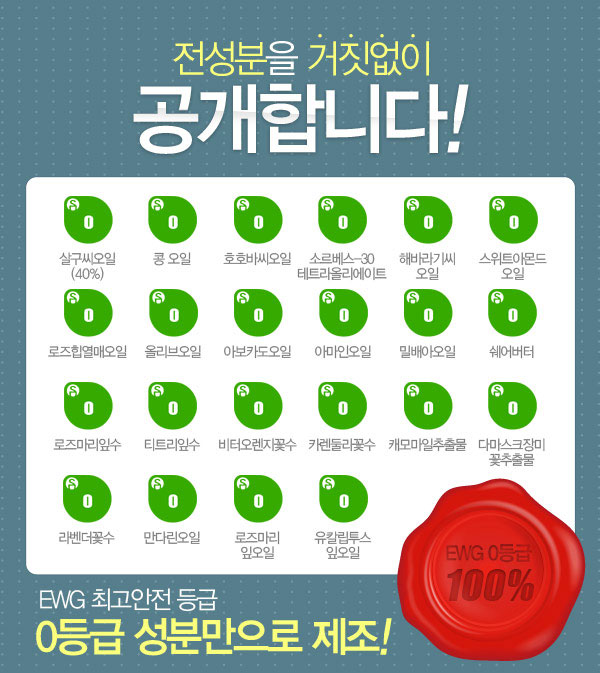 전성분을 거짓없이
공개합니다!
0 0 0 0 0 0
살구씨오일 콩 오일 호호바씨오일 소르베스-30 해바라기씨 스위트아몬드
(40%) 테트라올리에이트 오일 오일
0 0 0 0 0 0
로즈힙열매오일 올리브오일 아보카도오일 아마인오일 밀배아오일 쉐어버터
0 0 0 0 0 0
로즈마리잎수 티트리잎수 비터오렌지꽃수 카렌둘라꽃수 캐모마일추출물 다마스크장미
꽃추출물
0 0 0 0
라벤더꽃수 만다린오일 로즈마리 유칼립투스
잎오일 잎오일
EWG 0등급
100%
EWG 최고안전 등급
0등급 성분만으로 제조!